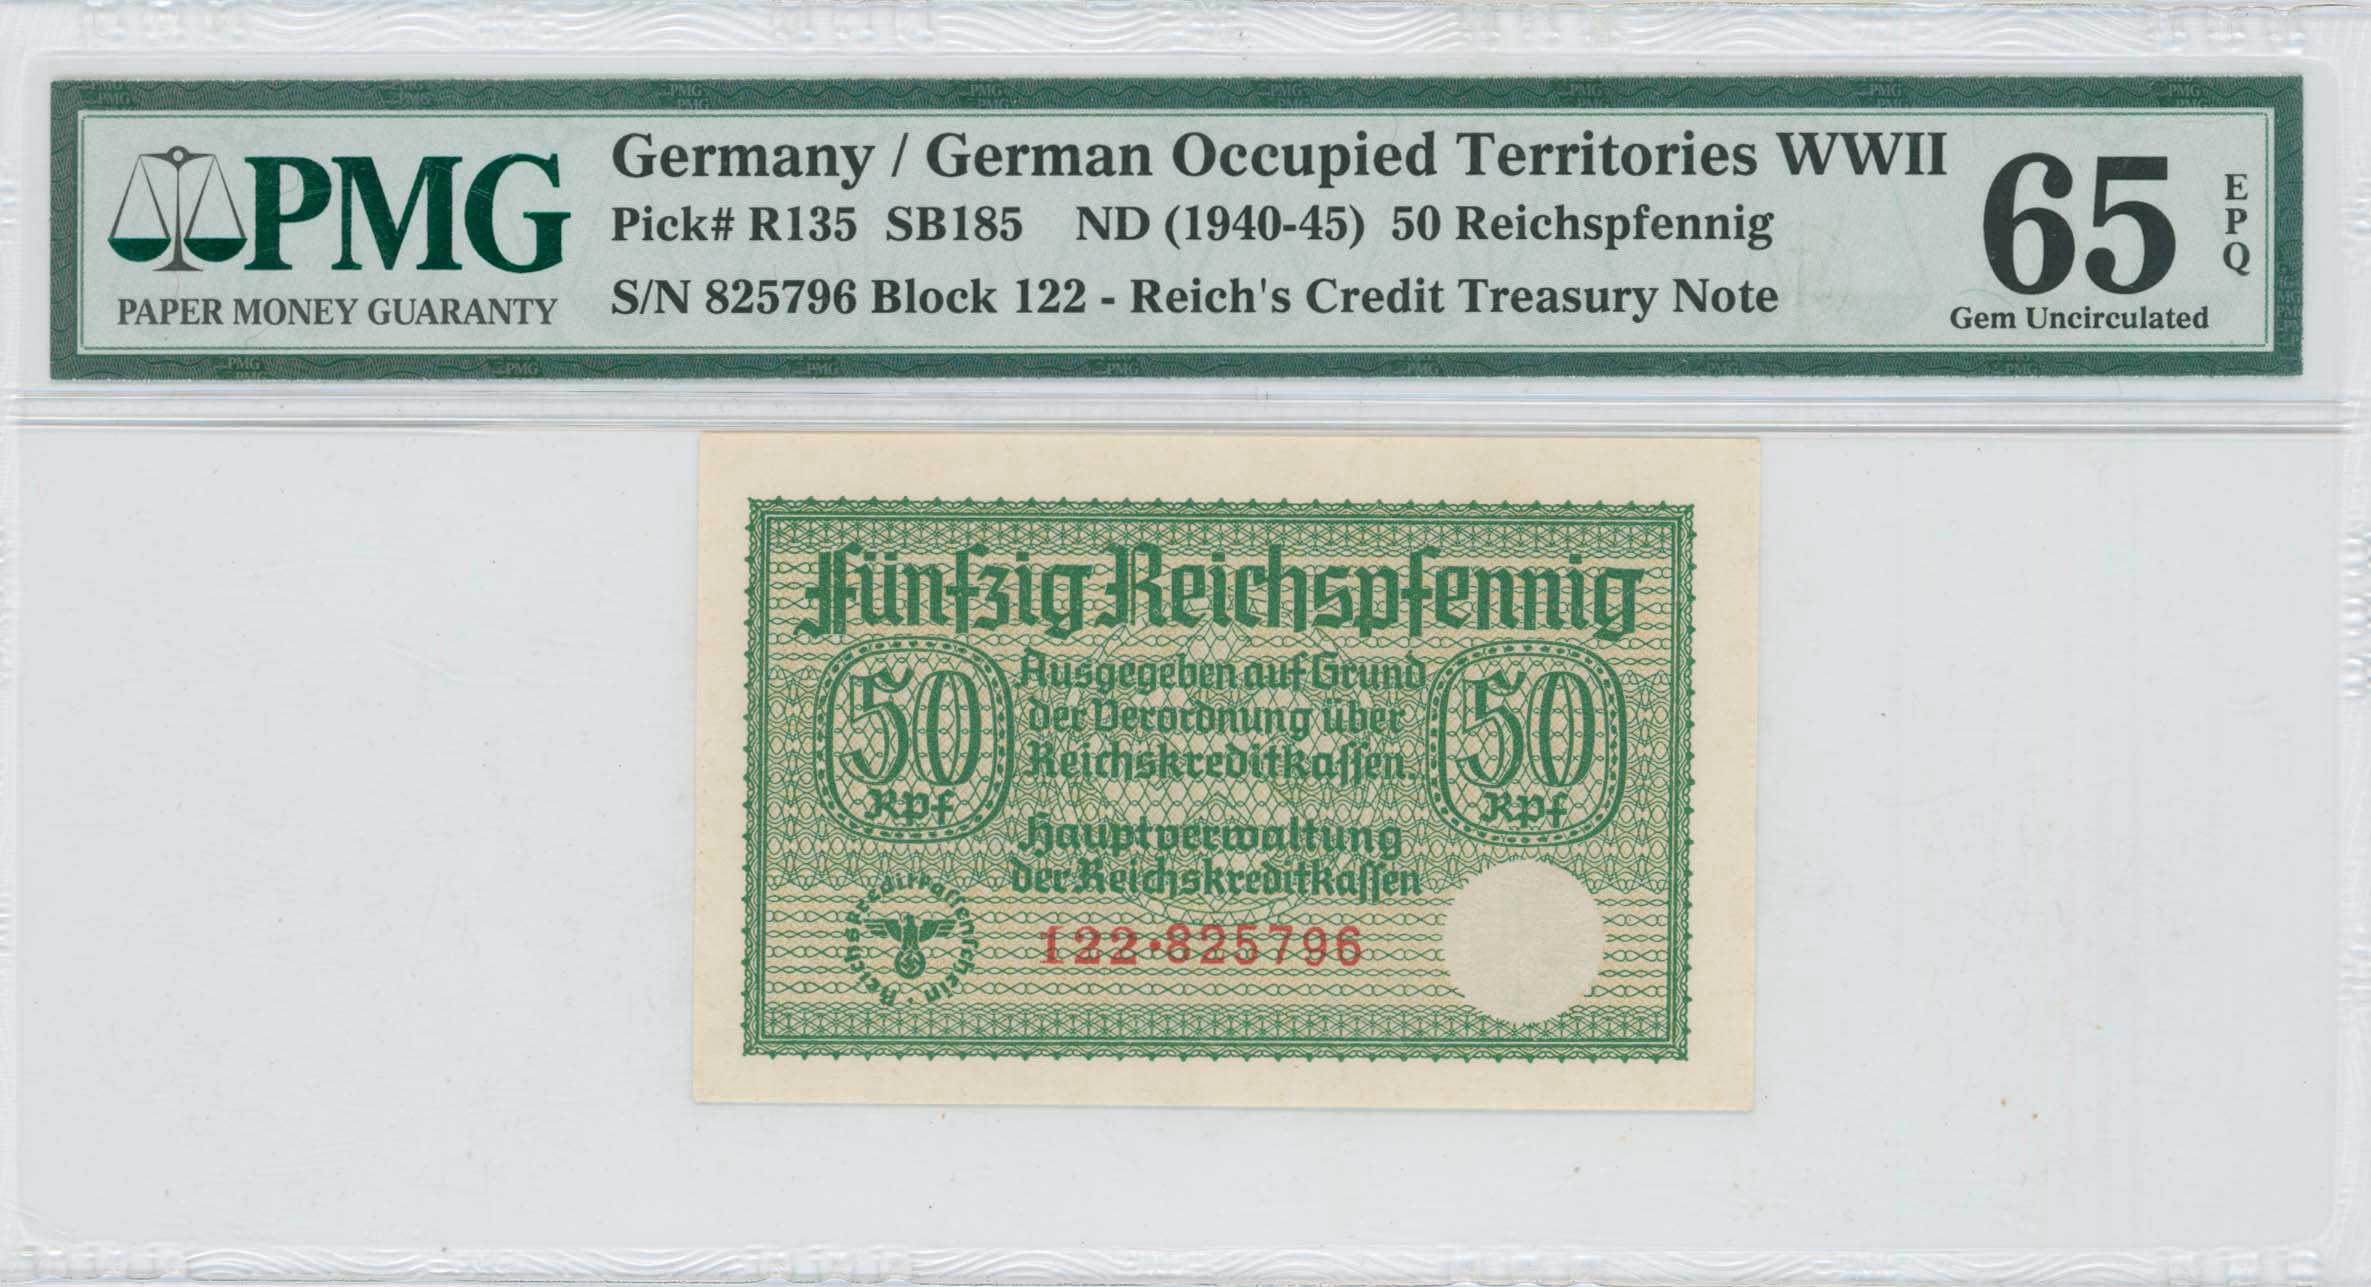 PMG
PAPER MONEY GUARANTY
Germany / German Occupied Territories WWII
Pick# R135 SB185 ND (1940-45) 50 Reichspfennig
S/N 825796 Block 122 - Reich's Credit Treasury Note
65
EPQ
Gem Uncirculated
Fünfzig Reichspfennig
50
Rpf
Ausgegeben auf Grund
der Verordnung über
Reichskreditkassen.
50
Rpf
Hauptverwaltung
der Reichskreditkassen
Reichskreditkassenschein
122·825796